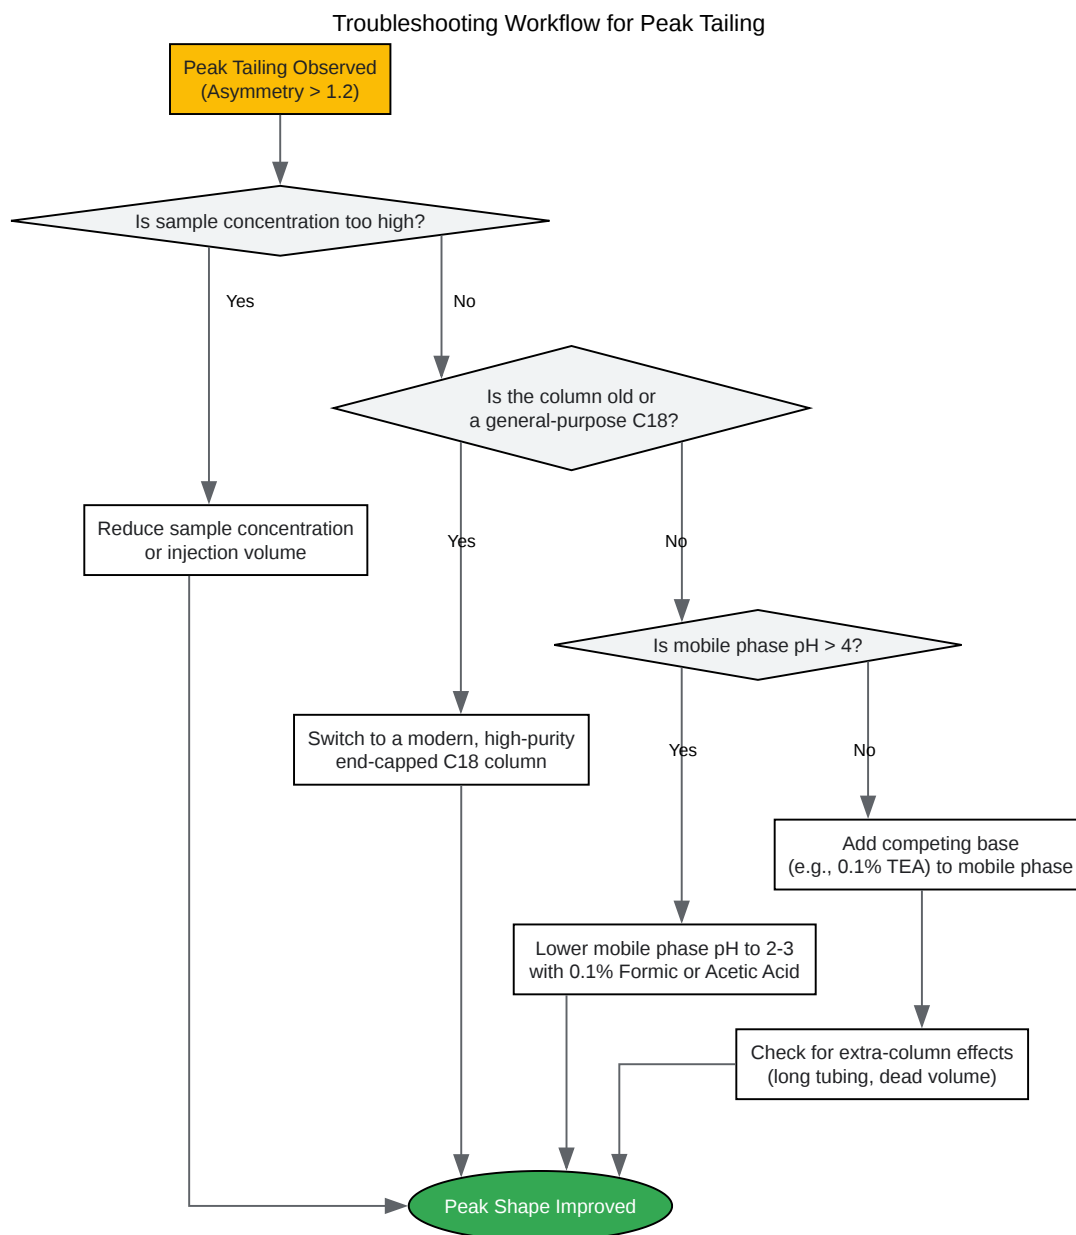 Troubleshooting Workflow for Peak Tailing
Peak Tailing Observed
(Asymmetry > 1.2)
Is sample concentration too high?
Yes
No
Is the column old or
a general-purpose C18?
Reduce sample concentration
or injection volume
Yes
No
Is mobile phase pH > 4?
Switch to a modern, high-purity
end-capped C18 column
Yes
No
Add competing base
(e.g., 0.1% TEA) to mobile phase
Lower mobile phase pH to 2-3
with 0.1% Formic or Acetic Acid
Check for extra-column effects
(long tubing, dead volume)
Peak Shape Improved